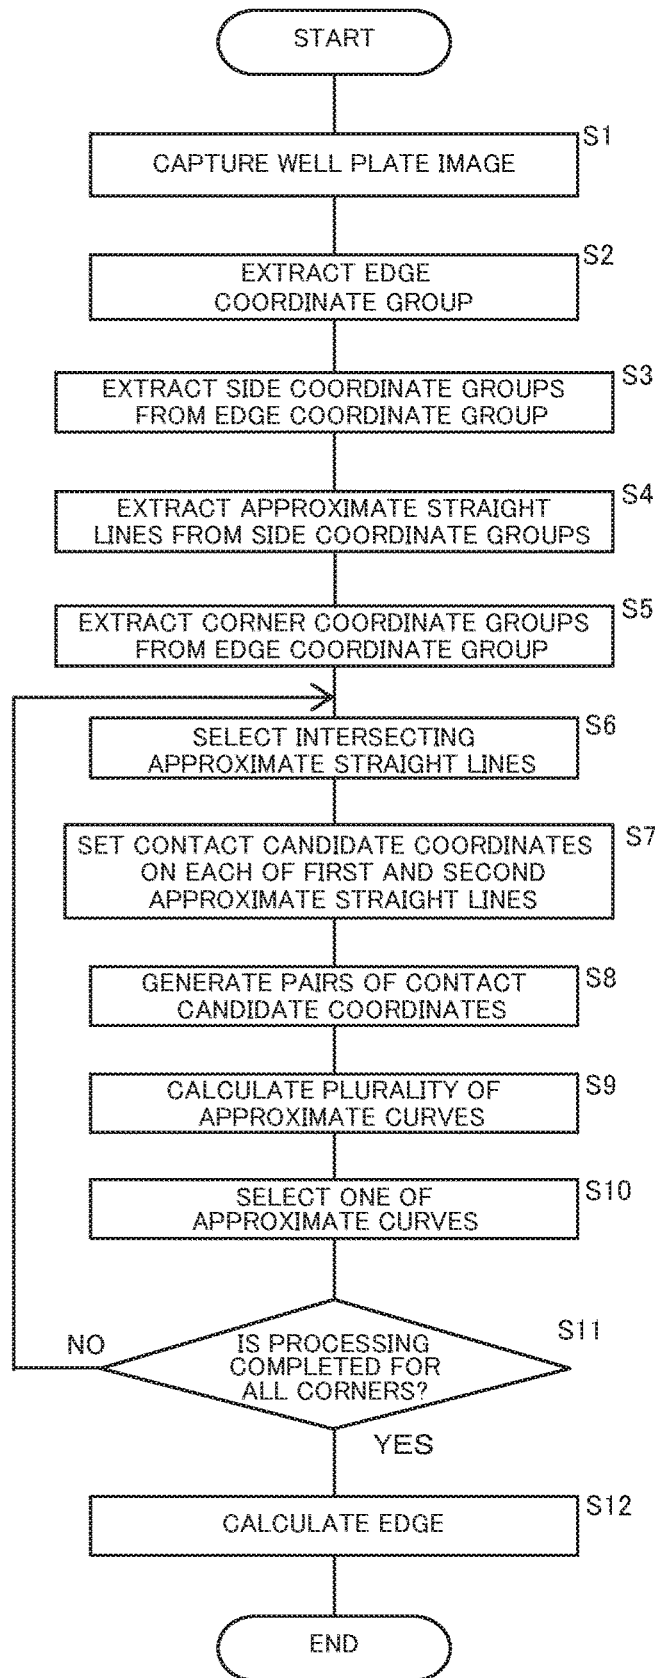 START
S1
CAPTURE WELL PLATE IMAGE
S2
EXTRACT EDGE
COORDINATE GROUP
S3
EXTRACT SIDE COORDINATE GROUPS
FROM EDGE COORDINATE GROUP
S4
EXTRACT APPROXIMATE STRAIGHT
LINES FROM SIDE COORDINATE GROUPS
S5
EXTRACT CORNER COORDINATE GROUPS
FROM EDGE COORDINATE GROUP
S6
SELECT INTERSECTING
APPROXIMATE STRAIGHT LINES
S7
SET CONTACT CANDIDATE COORDINATES
ON EACH OF FIRST AND SECOND
APPROXIMATE STRAIGHT LINES
S8
GENERATE PAIRS OF CONTACT
CANDIDATE COORDINATES
S9
CALCULATE PLURALITY OF
APPROXIMATE CURVES
S10
SELECT ONE OF
APPROXIMATE CURVES
S11
NO
IS PROCESSING
COMPLETED FOR
ALL CORNERS?
YES
S12
CALCULATE EDGE
END